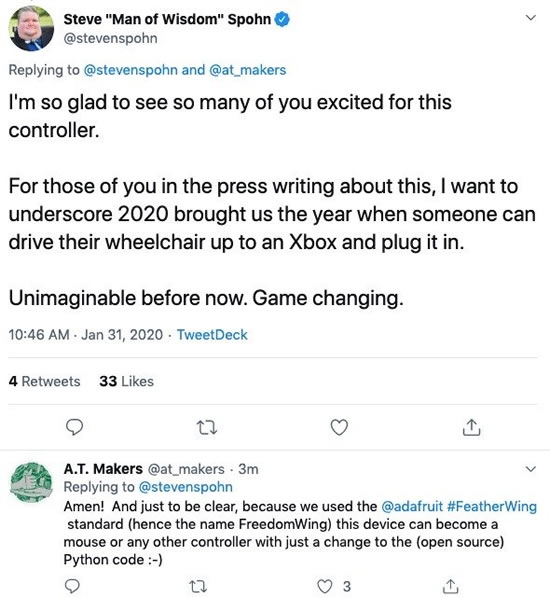 Steve "Man of Wisdom" Spohn
@stevenspohn
Replying to @stevenspohn and @at_makers
I'm so glad to see so many of you excited for this
controller.
For those of you in the press writing about this, I want to
underscore 2020 brought us the year when someone can
drive their wheelchair up to an Xbox and plug it in.
Unimaginable before now. Game changing.
10:46 AM · Jan 31, 2020 · TweetDeck
4 Retweets 33 Likes
A.T. Makers @at_makers · 3m
Replying to @stevenspohn
Amen! And just to be clear, because we used the @adafruit #FeatherWing
standard (hence the name FreedomWing) this device can become a
mouse or any other controller with just a change to the (open source)
Python code :-)
3